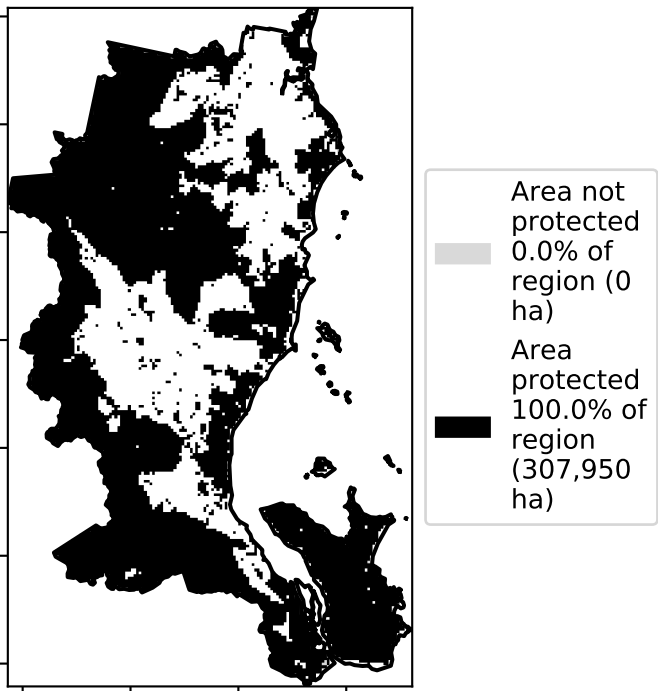 Area not
protected
0.0% of
region (0
ha)
Area
protected
100.0% of
region
(307,950
ha)